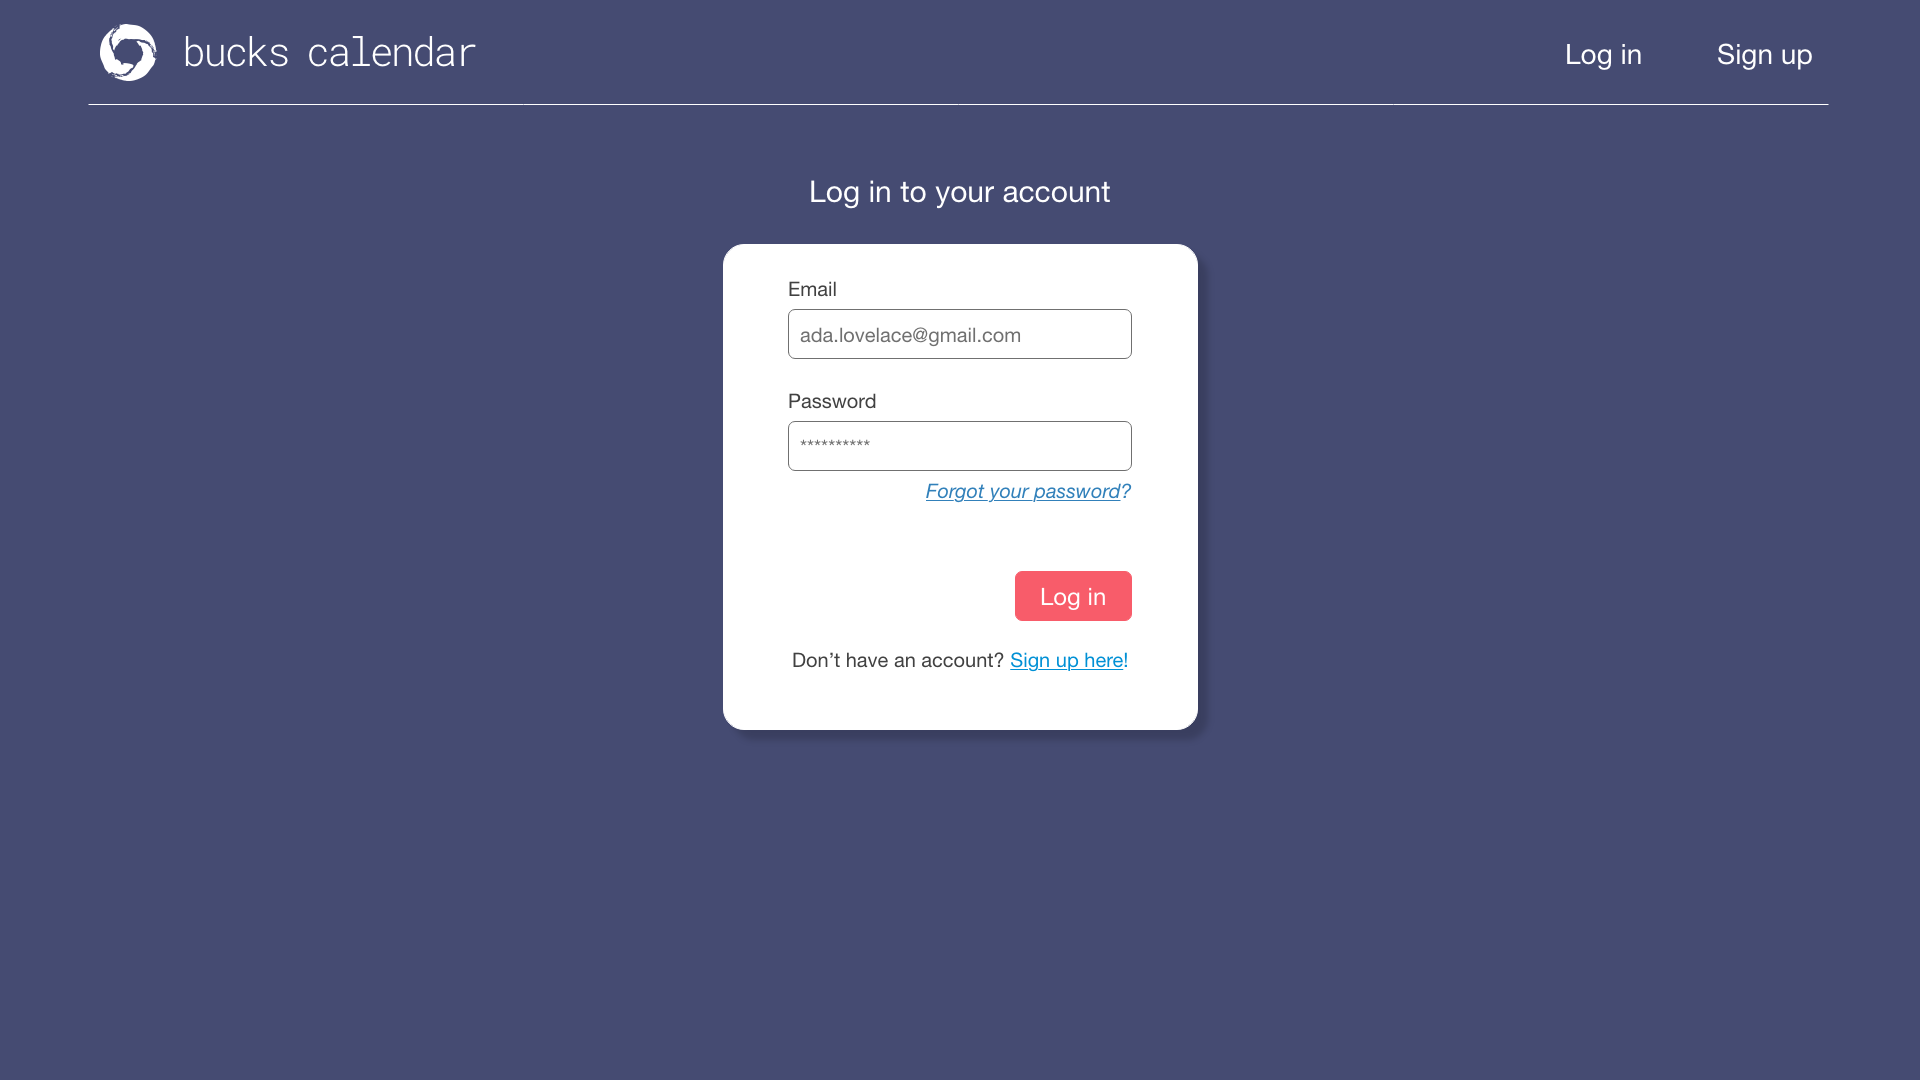 bucks calendar
Log in
Sign up
Log in to your account
Email
ada.lovelace@gmail.com
Password
**********
Forgot your password?
Log in
Don’t have an account? Sign up here!